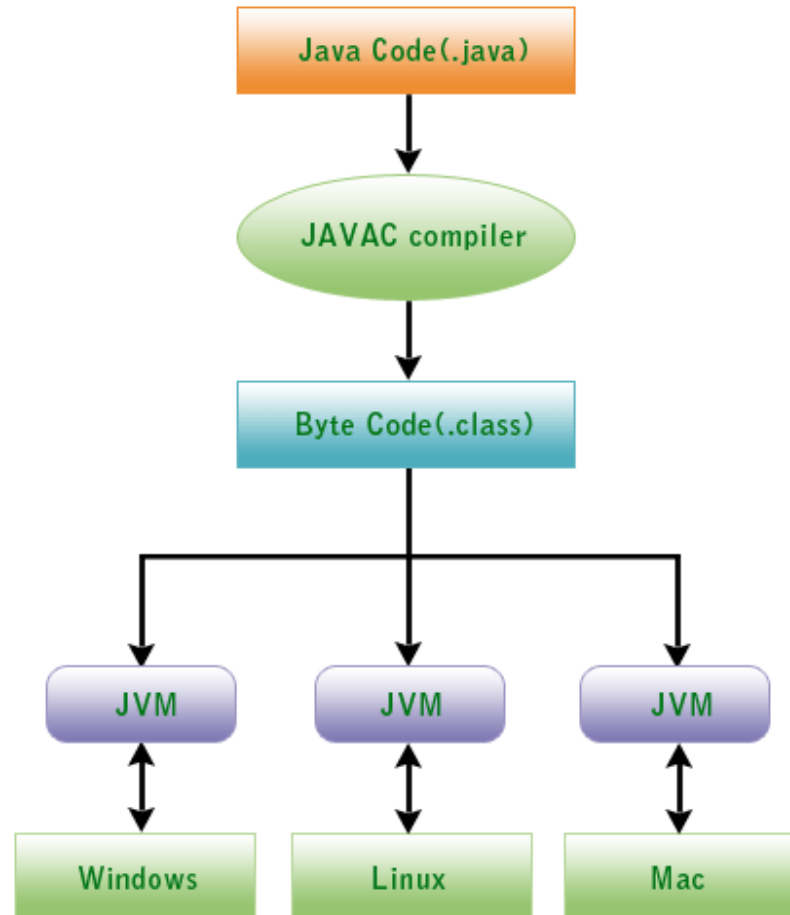 Java Code(.java)
JAVAC compiler
Byte Code(.class)
JVM
JVM
JVM
Windows
Linux
Mac